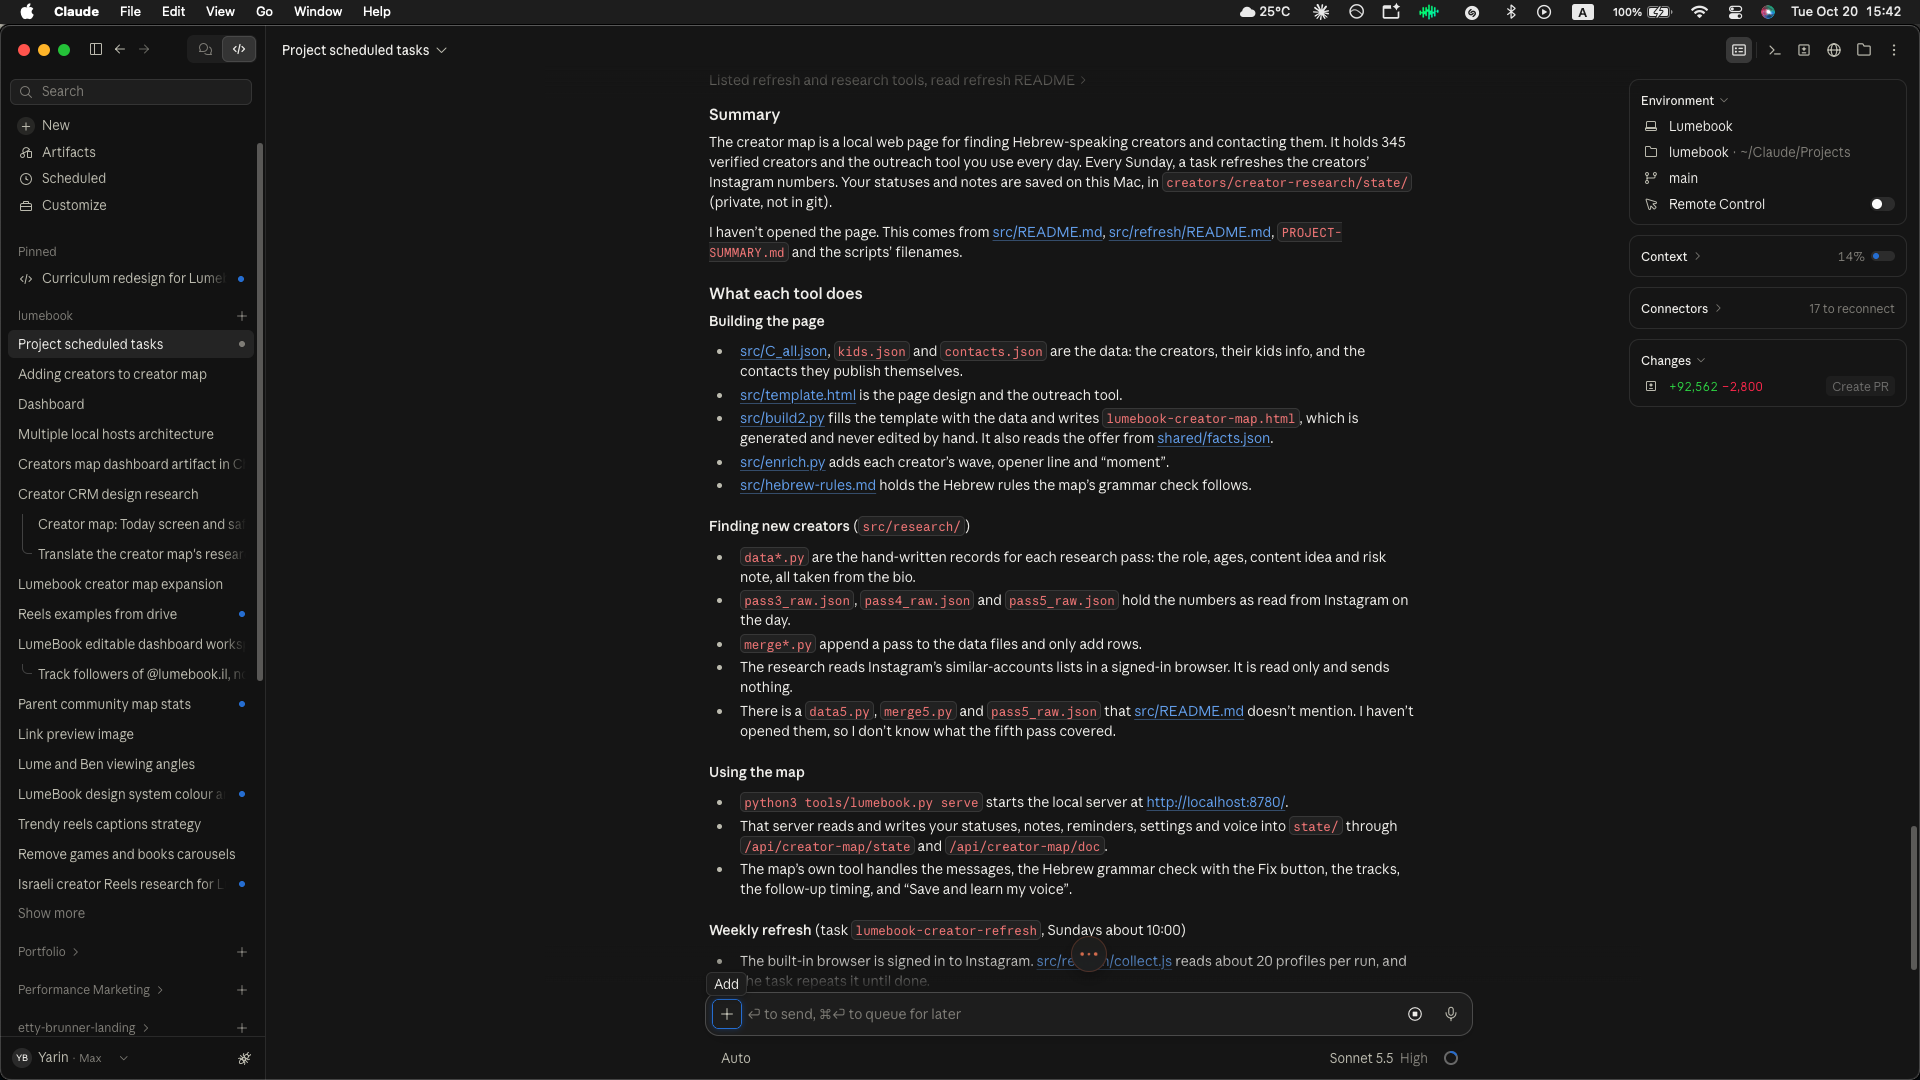 Claude File Edit View Go Window Help
25°C A 100% Tue Oct 20 15:42
Project scheduled tasks
Search
New
Artifacts
Scheduled
Customize
Pinned
Curriculum redesign for Lume
lumebook
Project scheduled tasks
Adding creators to creator map
Dashboard
Multiple local hosts architecture
Creators map dashboard artifact in C
Creator CRM design research
Creator map: Today screen and sa
Translate the creator map's resear
Lumebook creator map expansion
Reels examples from drive
LumeBook editable dashboard works
Track followers of @lumebook.il, n
Parent community map stats
Link preview image
Lume and Ben viewing angles
LumeBook design system colour a
Trendy reels captions strategy
Remove games and books carousels
Israeli creator Reels research for L
Show more
Portfolio
Performance Marketing
etty-brunner-landing
YB Yarin · Max
Listed refresh and research tools, read refresh README
Summary
The creator map is a local web page for finding Hebrew-speaking creators and contacting them. It holds 345
verified creators and the outreach tool you use every day. Every Sunday, a task refreshes the creators'
Instagram numbers. Your statuses and notes are saved on this Mac, in creators/creator-research/state/
(private, not in git).
I haven't opened the page. This comes from src/README.md, src/refresh/README.md, PROJECT-
SUMMARY.md and the scripts' filenames.
What each tool does
Building the page
• src/C_all.json, kids.json and contacts.json are the data: the creators, their kids info, and the
contacts they publish themselves.
• src/template.html is the page design and the outreach tool.
• src/build2.py fills the template with the data and writes lumebook-creator-map.html, which is
generated and never edited by hand. It also reads the offer from shared/facts.json.
• src/enrich.py adds each creator's wave, opener line and “moment”.
• src/hebrew-rules.md holds the Hebrew rules the map's grammar check follows.
Finding new creators (src/research/)
• data*.py are the hand-written records for each research pass: the role, ages, content idea and risk
note, all taken from the bio.
• pass3_raw.json, pass4_raw.json and pass5_raw.json hold the numbers as read from Instagram on
the day.
• merge*.py append a pass to the data files and only add rows.
• The research reads Instagram's similar-accounts lists in a signed-in browser. It is read only and sends
nothing.
• There is a data5.py, merge5.py and pass5_raw.json that src/README.md doesn't mention. I haven't
opened them, so I don't know what the fifth pass covered.
Using the map
• python3 tools/lumebook.py serve starts the local server at http://localhost:8780/.
• That server reads and writes your statuses, notes, reminders, settings and voice into state/ through
/api/creator-map/state and /api/creator-map/doc.
• The map's own tool handles the messages, the Hebrew grammar check with the Fix button, the tracks,
the follow-up timing, and “Save and learn my voice”.
Weekly refresh (task lumebook-creator-refresh, Sundays about 10:00)
• The built-in browser is signed in to Instagram. src/re h/collect.js reads about 20 profiles per run, and
he task repeats it until done.
Add
⏎ to send, ⌘⏎ to queue for later
Auto
Sonnet 5.5 High
Environment
Lumebook
lumebook · ~/Claude/Projects
main
Remote Control
Context 14%
Connectors 17 to reconnect
Changes
+92,562 −2,800 Create PR